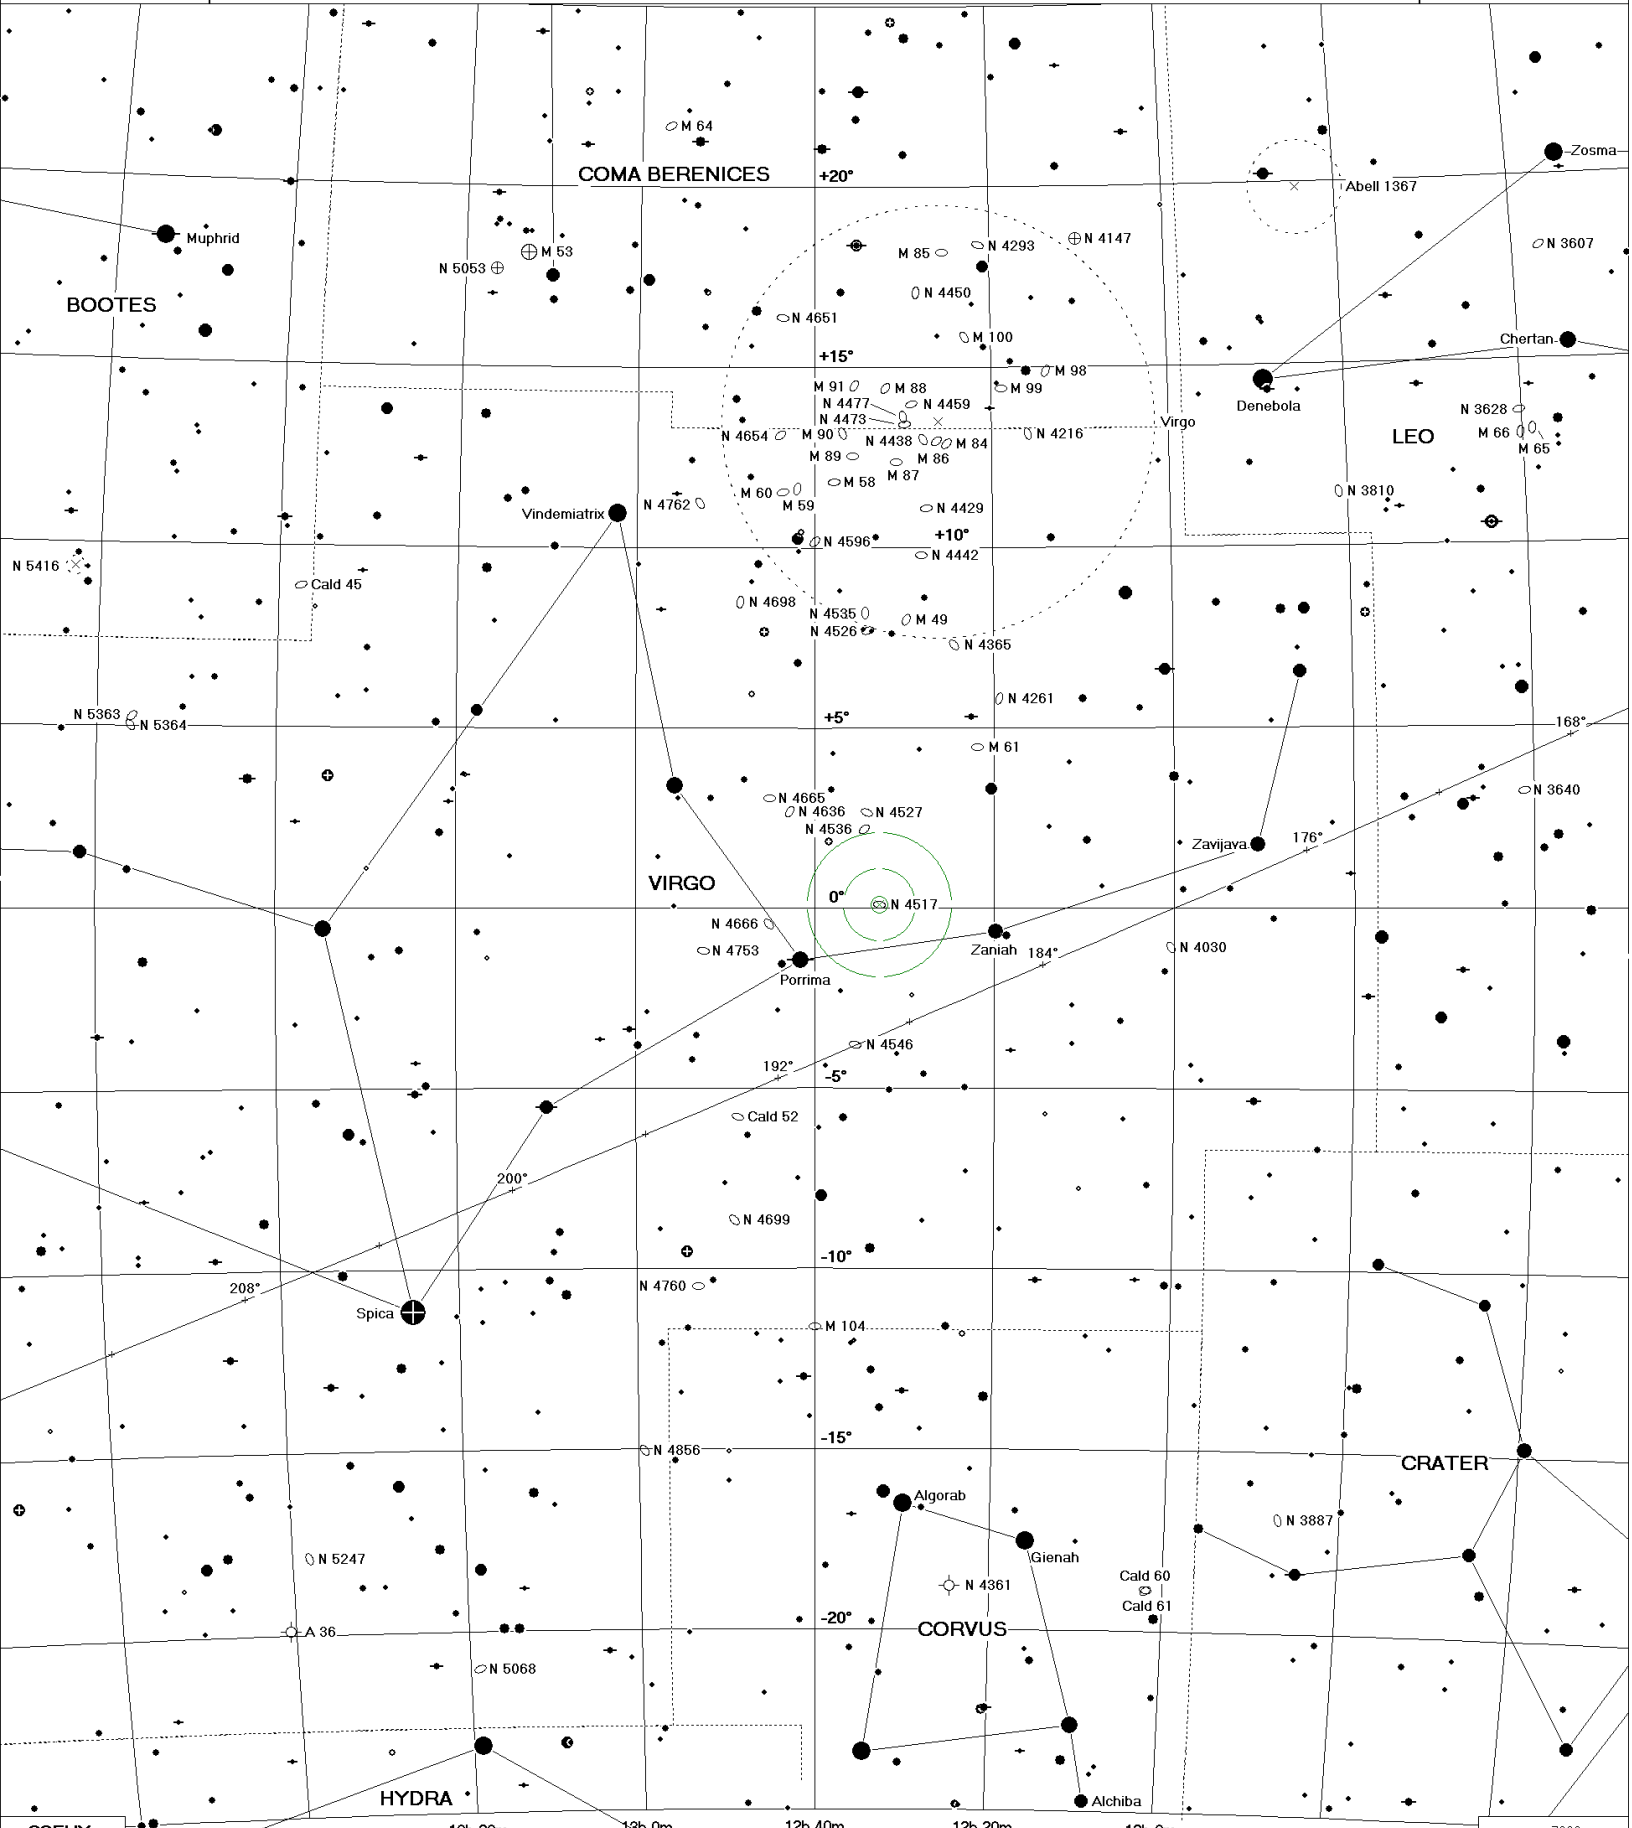 M 64
COMA BERENICES
+20°
Zosma
Abell 1367
Muphrid
M 53
N 5053
M 85
N 4293
N 4147
N 3607
BOOTES
N 4450
N 4651
M 100
Chertan
+15°
M 98
M 91
M 88
M 99
N 4477
N 4459
Denebola
N 3628
N 4473
Virgo
N 4654
M 90
N 4438
M 84
N 4216
LEO
M 66
M 65
M 89
M 86
M 87
M 58
M 60
M 59
N 3810
N 4762
Vindemiatrix
N 4429
+10°
N 4596
N 4442
N 5416
Cald 45
N 4698
N 4535
M 49
N 4526
N 4365
N 4261
N 5363
N 5364
+5°
168°
M 61
N 4665
N 3640
N 4636
N 4527
N 4536
176°
Zavijava
VIRGO
0°
N 4517
N 4666
N 4753
Zaniah
184°
N 4030
Porrima
N 4546
192°
-5°
Cald 52
200°
N 4699
-10°
208°
N 4760
Spica
M 104
-15°
N 4856
CRATER
Algorab
N 3887
Gienah
N 5247
Cald 60
N 4361
Cald 61
-20°
A 36
CORVUS
N 5068
HYDRA
Alchiba
12h 40m